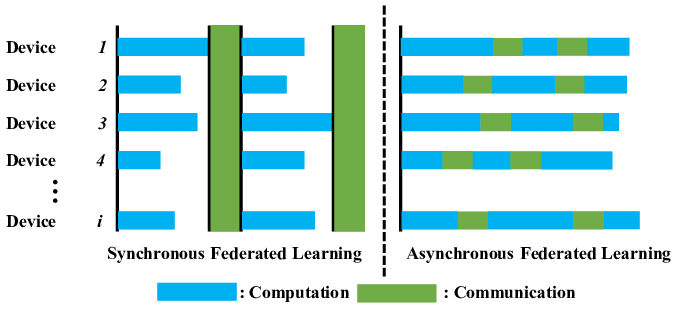 Device 1
Device 2
Device 3
Device 4
Device i
Synchronous Federated Learning
Asynchronous Federated Learning
: Computation
: Communication